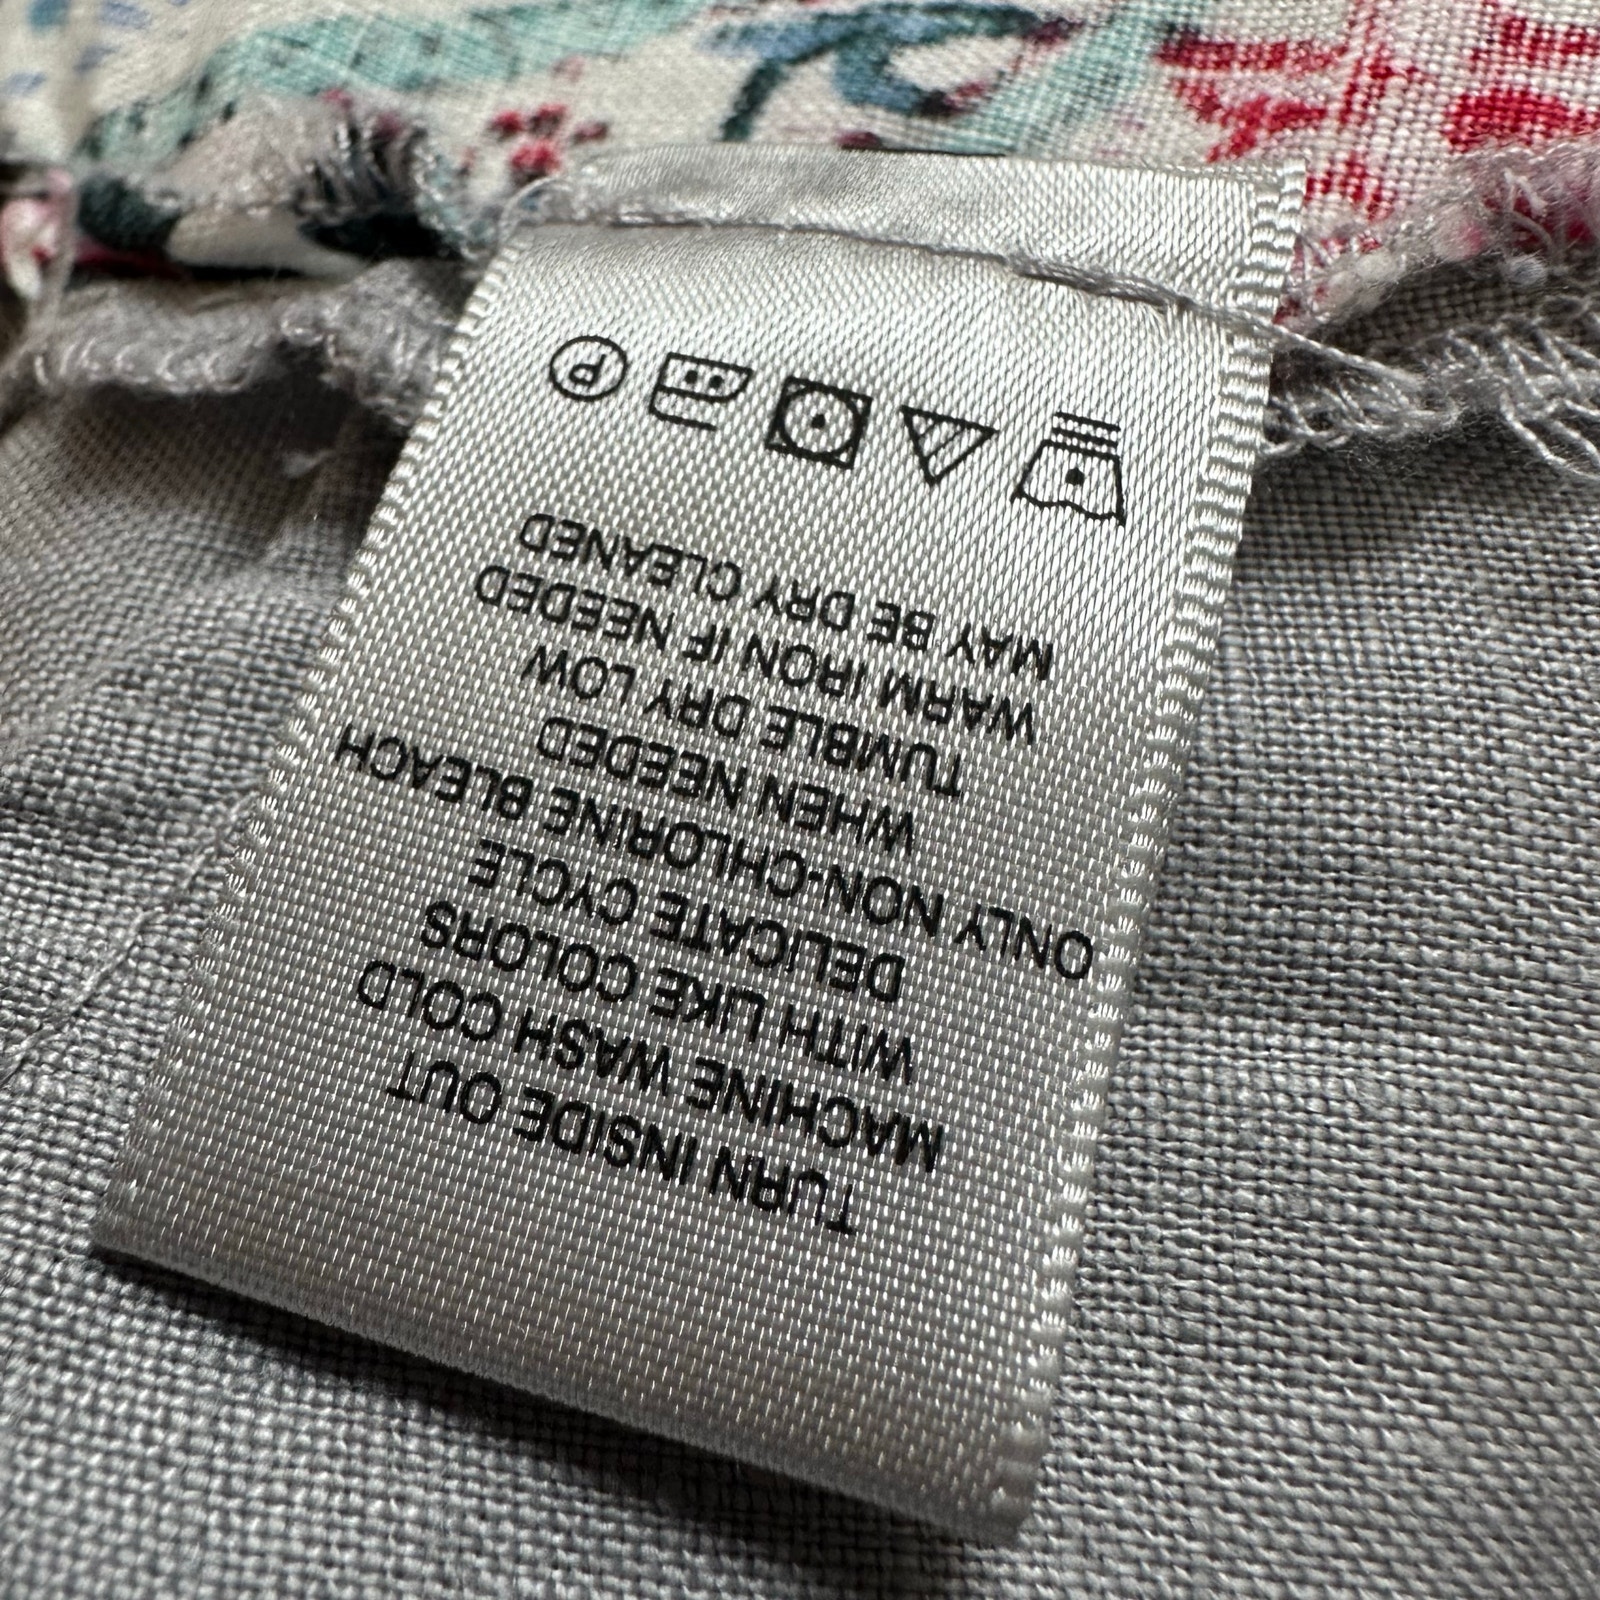 TURN INSIDE OUT
MACHINE WASH COLD
WITH LIKE COLORS
DELICATE CYCLE
ONLY NON-CHLORINE BLEACH
WHEN NEEDED
TUMBLE DRY LOW
WARM IRON IF NEEDED
MAY BE DRY CLEANED
P